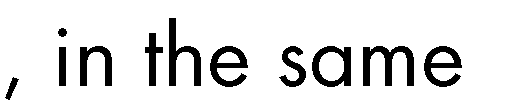 , in the same